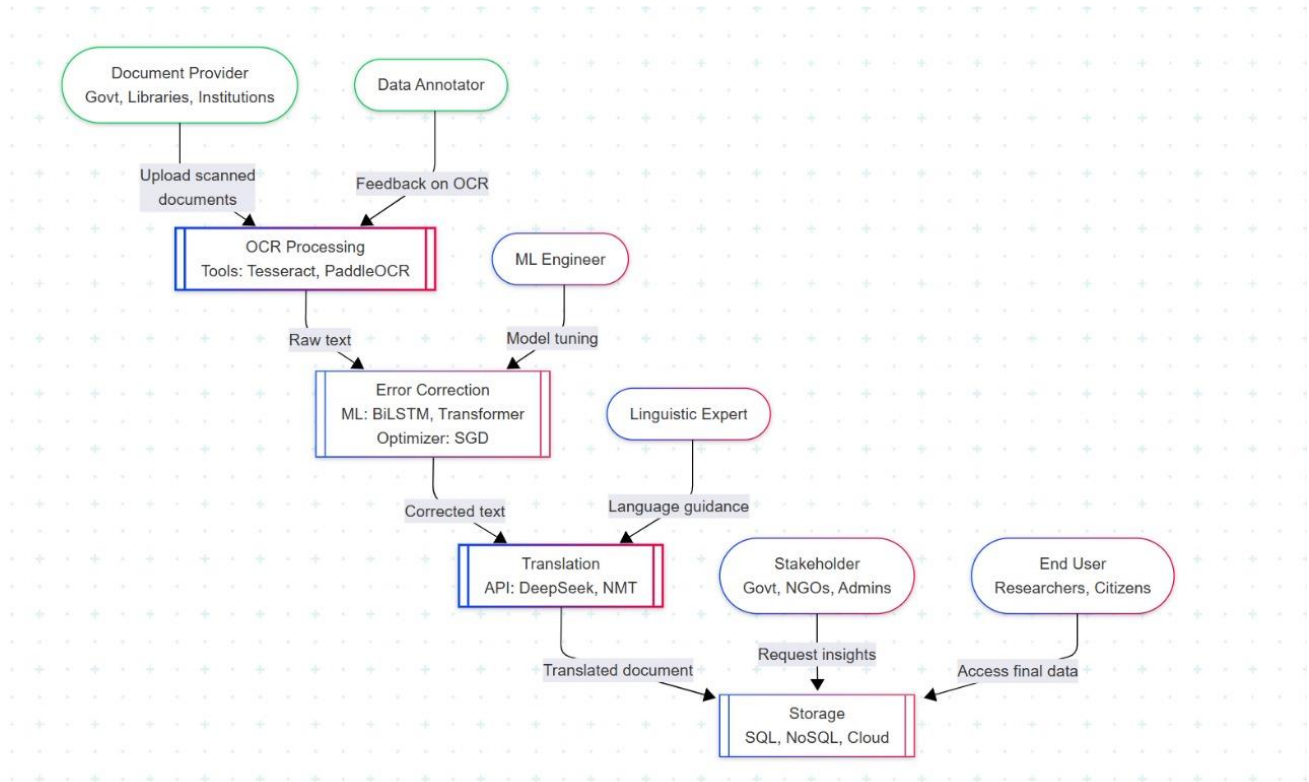 Document Provider
Govt, Libraries, Institutions
Data Annotator
Upload scanned
documents
Feedback on OCR
OCR Processing
Tools: Tesseract, PaddleOCR
ML Engineer
Raw text
Model tuning
Error Correction
ML: BiLSTM, Transformer
Optimizer: SGD
Linguistic Expert
Corrected text
Language guidance
Translation
API: DeepSeek, NMT
Stakeholder
Govt, NGOs, Admins
End User
Researchers, Citizens
Translated document
Request insights
Access final data
Storage
SQL, NoSQL, Cloud